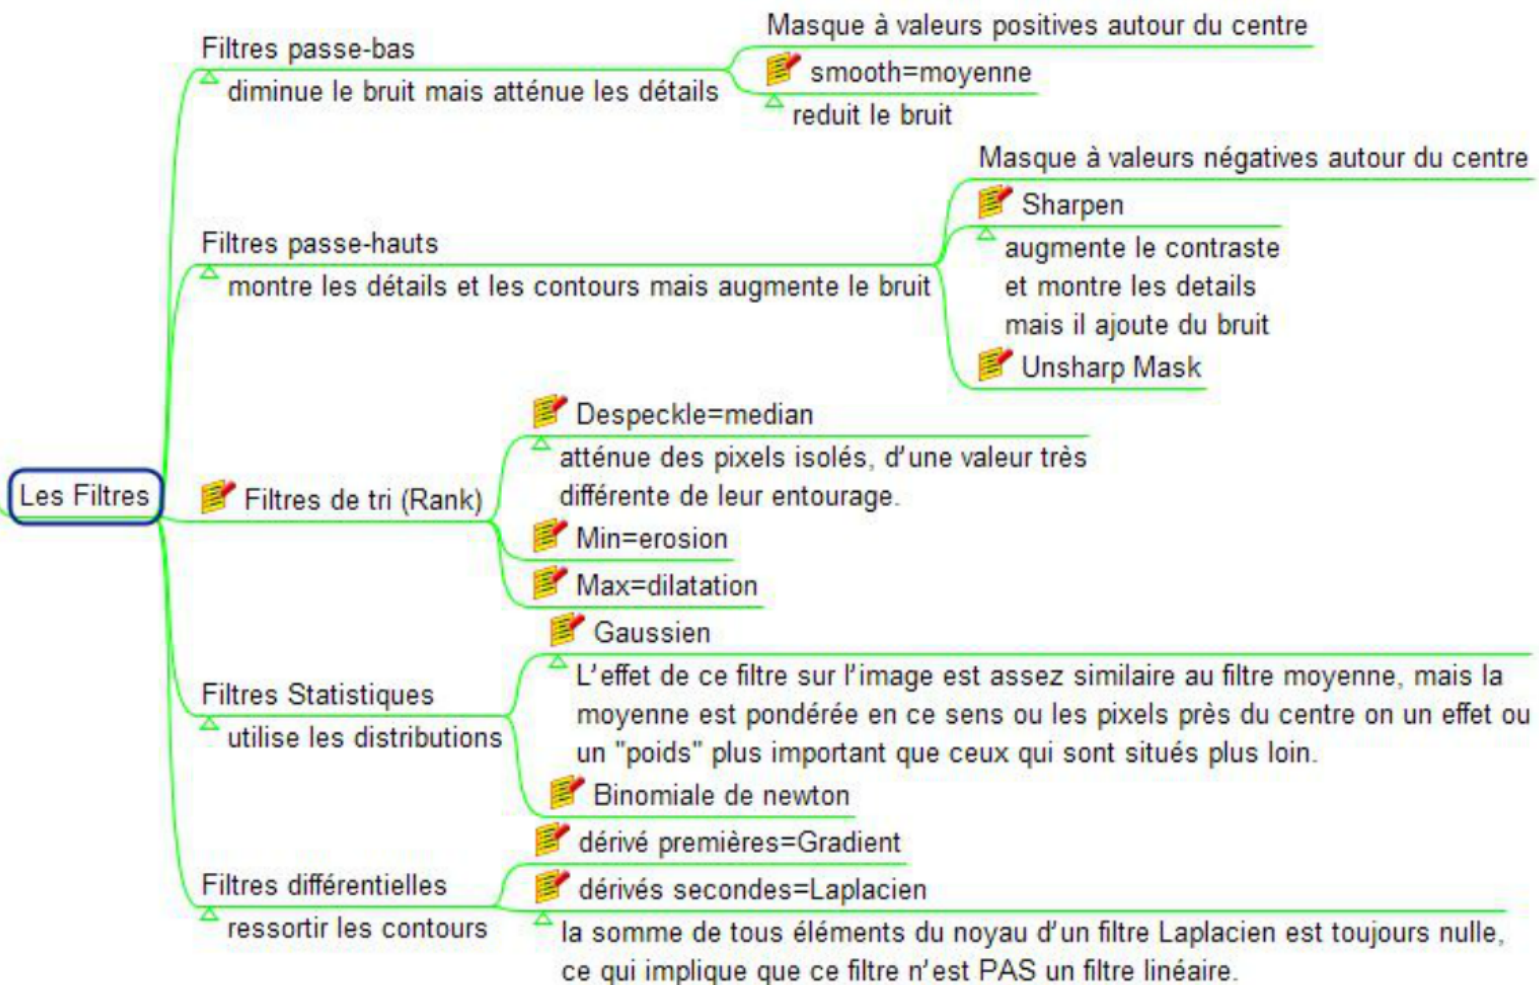 Les Filtres
Filtres passe-bas
diminue le bruit mais atténue les détails
Masque à valeurs positives autour du centre
smooth=moyenne
reduit le bruit
Filtres passe-hauts
montre les détails et les contours mais augmente le bruit
Masque à valeurs négatives autour du centre
Sharpen
augmente le contraste
et montre les details
mais il ajoute du bruit
Unsharp Mask
Filtres de tri (Rank)
Despeckle=median
atténue des pixels isolés, d'une valeur très
différente de leur entourage.
Min=erosion
Max=dilatation
Filtres Statistiques
utilise les distributions
Gaussien
L'effet de ce filtre sur l'image est assez similaire au filtre moyenne, mais la
moyenne est pondérée en ce sens ou les pixels près du centre on un effet ou
un "poids" plus important que ceux qui sont situés plus loin.
Binomiale de newton
Filtres différentielles
ressortir les contours
dérivé premières=Gradient
dérivés secondes=Laplacien
la somme de tous éléments du noyau d'un filtre Laplacien est toujours nulle,
ce qui implique que ce filtre n'est PAS un filtre linéaire.